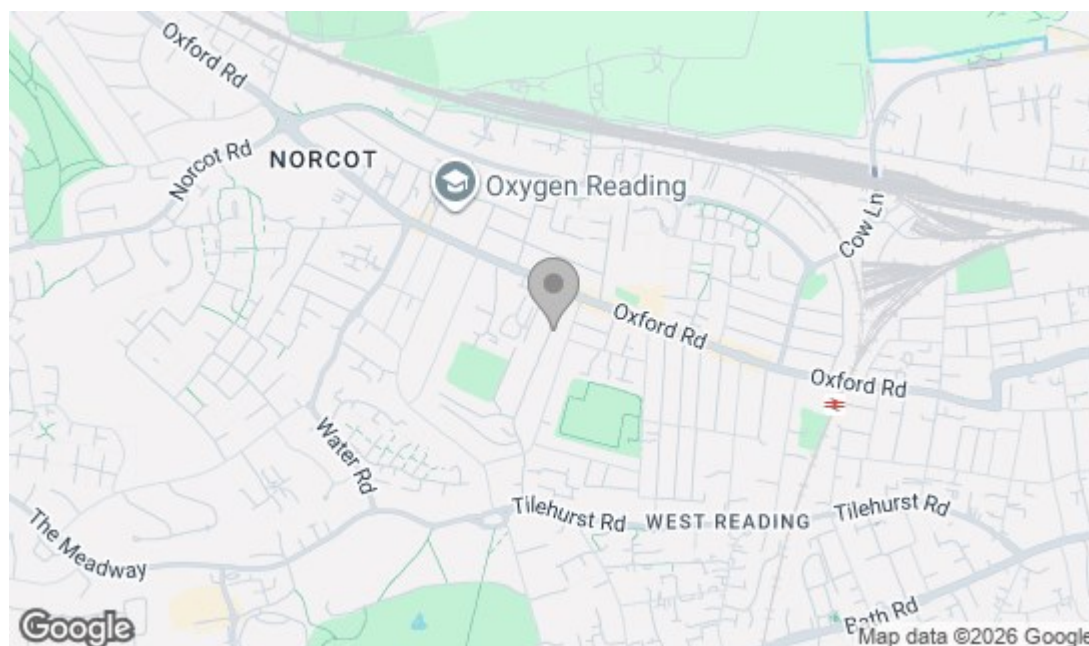 Oxford Rd
Norcot Rd
NORCOT
Oxygen Reading
Cow Ln
Oxford Rd
Oxford Rd
Water Rd
Tilehurst Rd
WEST READING
Tilehurst Rd
The Meadway
Bath Rd
Google
Map data ©2026 Google